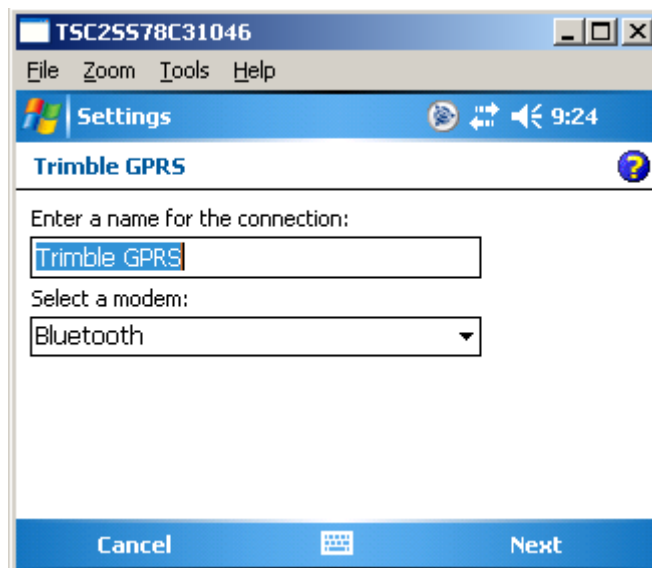 TSC2SS78C31046
File Zoom Tools Help
Settings 9:24
Trimble GPRS
Enter a name for the connection:
Trimble GPRS
Select a modem:
Bluetooth
Cancel Next